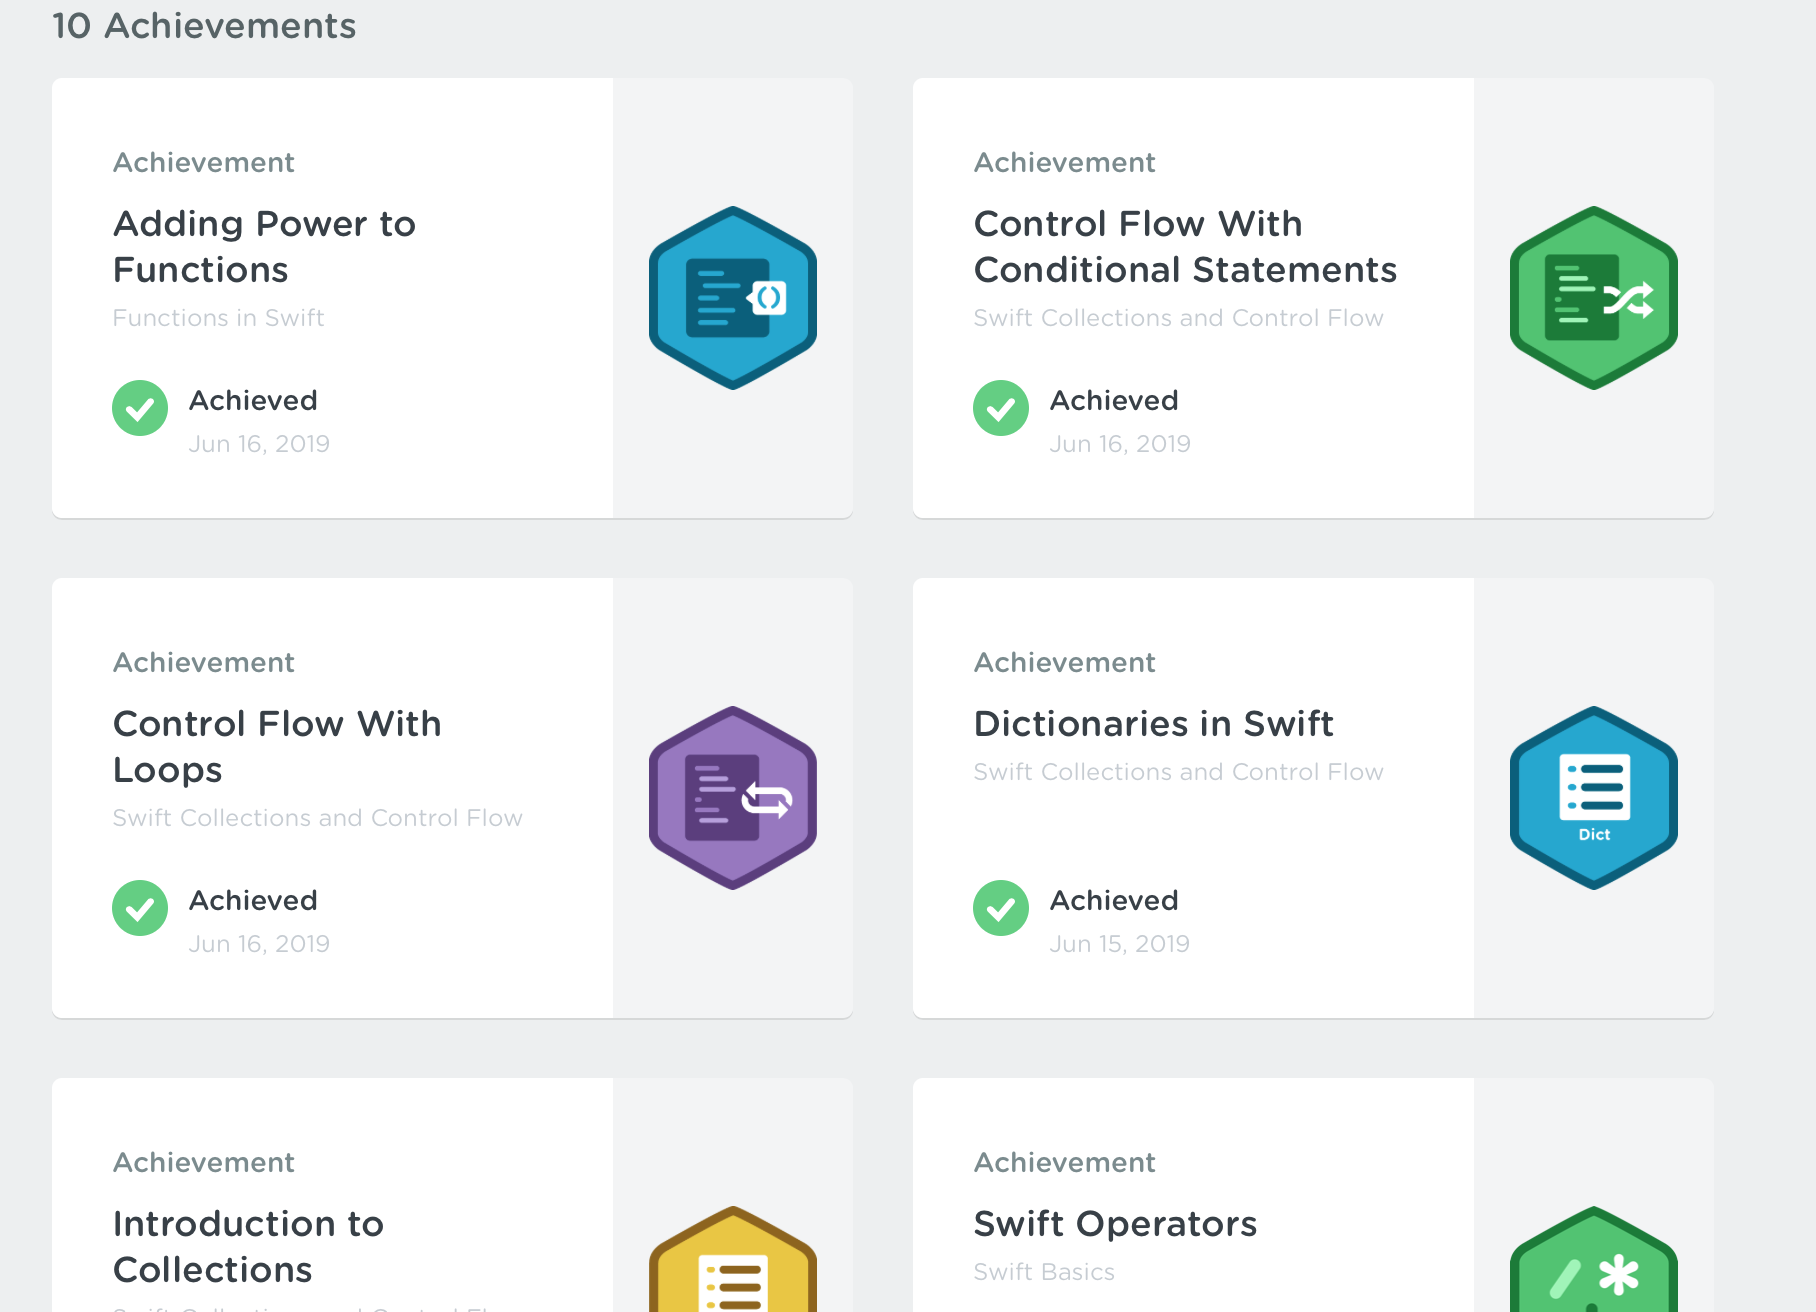 10 Achievements
Achievement
Adding Power to
Functions
Functions in Swift
Achieved
Jun 16, 2019
Achievement
Control Flow With
Conditional Statements
Swift Collections and Control Flow
Achieved
Jun 16, 2019
Achievement
Control Flow With
Loops
Swift Collections and Control Flow
Achieved
Jun 16, 2019
Achievement
Dictionaries in Swift
Swift Collections and Control Flow
Achieved
Jun 15, 2019
Dict
Achievement
Introduction to
Collections
Achievement
Swift Operators
Swift Basics